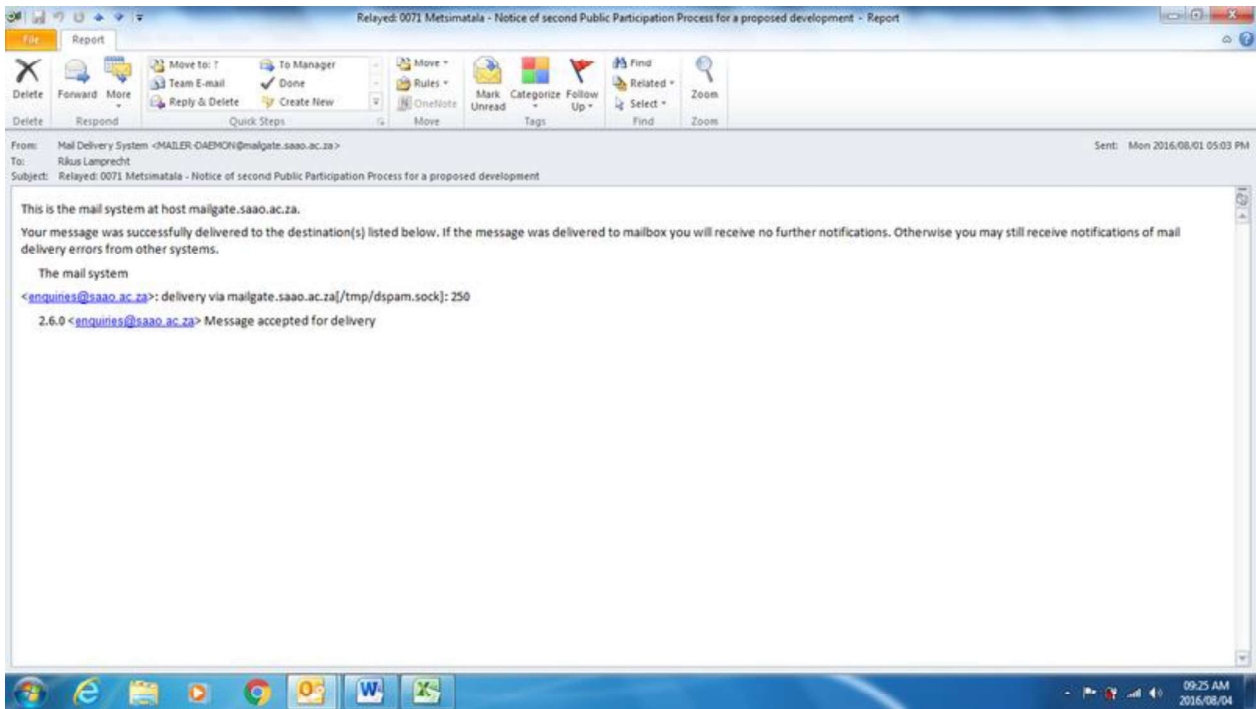 Relayed: 0071 Metsimatala - Notice of second Public Participation Process for a proposed development - Report
File Report
Delete
Forward More
Move to: ?
Team E-mail
Reply & Delete
To Manager
Done
Create New
Move
Rules
OneNote
Mark Unread
Categorize
Follow Up
Find
Related
Select
Zoom
Delete Respond Quick Steps Move Tags Find Zoom
From: Mail Delivery System <MAILER-DAEMON@mailgate.saao.ac.za> Sent: Mon 2016/08/01 05:03 PM
To: Rikus Lamprecht
Subject: Relayed: 0071 Metsimatala - Notice of second Public Participation Process for a proposed development
This is the mail system at host mailgate.saao.ac.za.
Your message was successfully delivered to the destination(s) listed below. If the message was delivered to mailbox you will receive no further notifications. Otherwise you may still receive notifications of mail
delivery errors from other systems.
The mail system
<enquiries@saao.ac.za>: delivery via mailgate.saao.ac.za[/tmp/dspam.sock]: 250
2.6.0 <enquiries@saao.ac.za> Message accepted for delivery
09:25 AM
2016/08/04